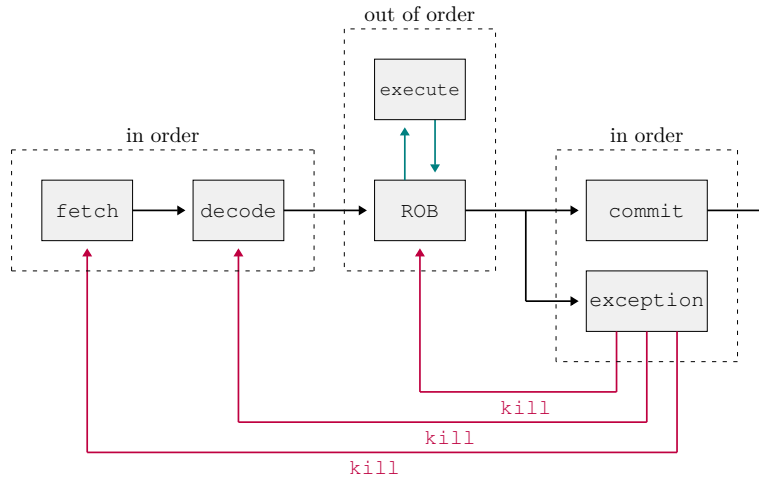 out of order
execute
in order
in order
fetch
decode
ROB
commit
exception
kill
kill
kill